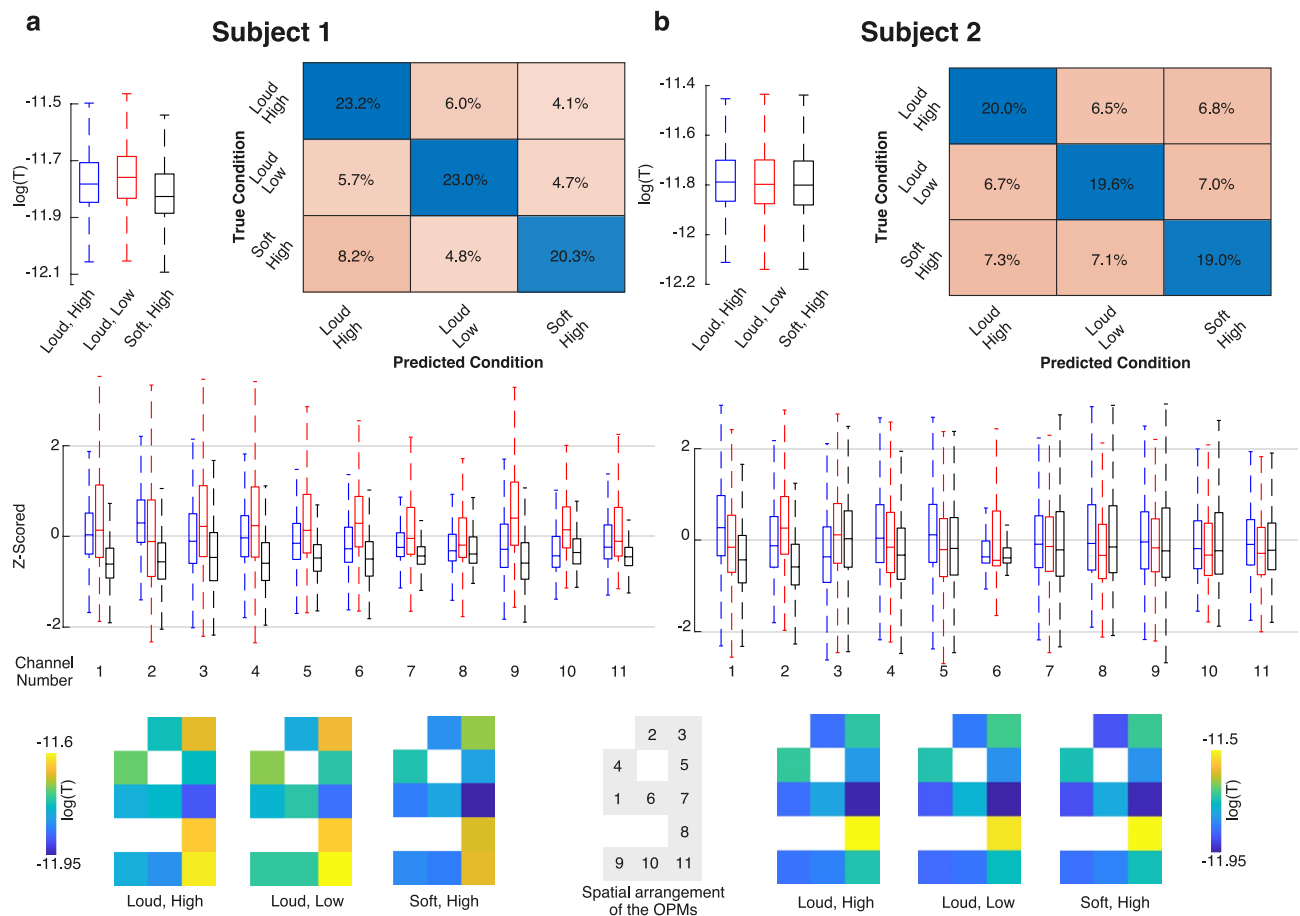 a
Subject 1
b
Subject 2
-11.5
-11.7
-11.9
-12.1
log(T)
Loud, High
Loud, Low
Soft, High
True Condition
Loud High
Loud Low
Soft High
23.2%
6.0%
4.1%
5.7%
23.0%
4.7%
8.2%
4.8%
20.3%
Loud High
Loud Low
Soft High
Predicted Condition
-11.4
-11.6
-11.8
-12
-12.2
log(T)
Loud, High
Loud, Low
Soft, High
True Condition
Loud High
Loud Low
Soft High
20.0%
6.5%
6.8%
6.7%
19.6%
7.0%
7.3%
7.1%
19.0%
Loud High
Loud Low
Soft High
Predicted Condition
Z-Scored
2
0
-2
2
0
-2
Channel
Number
1 2 3 4 5 6 7 8 9 10 11
1 2 3 4 5 6 7 8 9 10 11
-11.6
log(T)
-11.95
Loud, High
Loud, Low
Soft, High
2 3
4 5
1 6 7
8
9 10 11
Spatial arrangement
of the OPMs
Loud, High
Loud, Low
Soft, High
-11.5
log(T)
-11.95